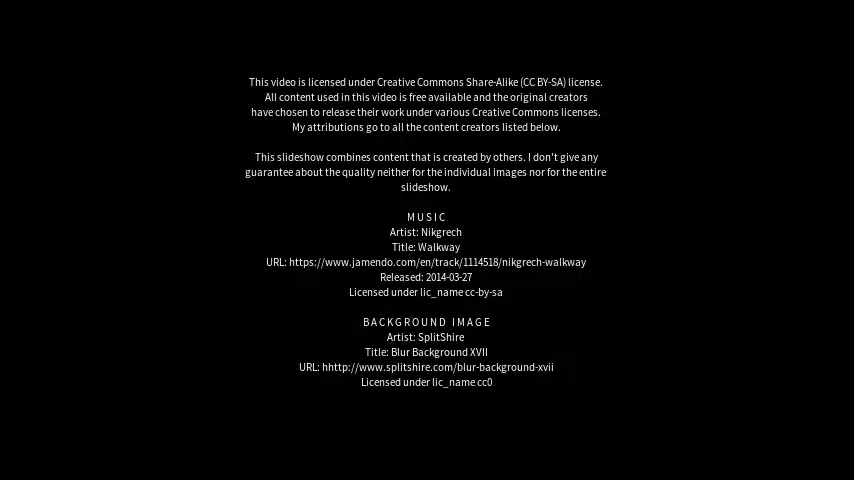 This video is licensed under Creative Commons Share-Alike (CC BY-SA) license.
All content used in this video is free available and the original creators
have chosen to release their work under various Creative Commons licenses.
My attributions go to all the content creators listed below.
This slideshow combines content that is created by others. I don't give any
guarantee about the quality neither for the individual images nor for the entire
slideshow.
MUSIC
Artist: Nikgrech
Title: Walkway
URL: https://www.jamendo.com/en/track/1114518/nikgrech-walkway
Released: 2014-03-27
Licensed under lic_name cc-by-sa
BACKGROUND IMAGE
Artist: SplitShire
Title: Blur Background XVII
URL: hhttp://www.splitshire.com/blur-background-xvii
Licensed under lic_name cc0